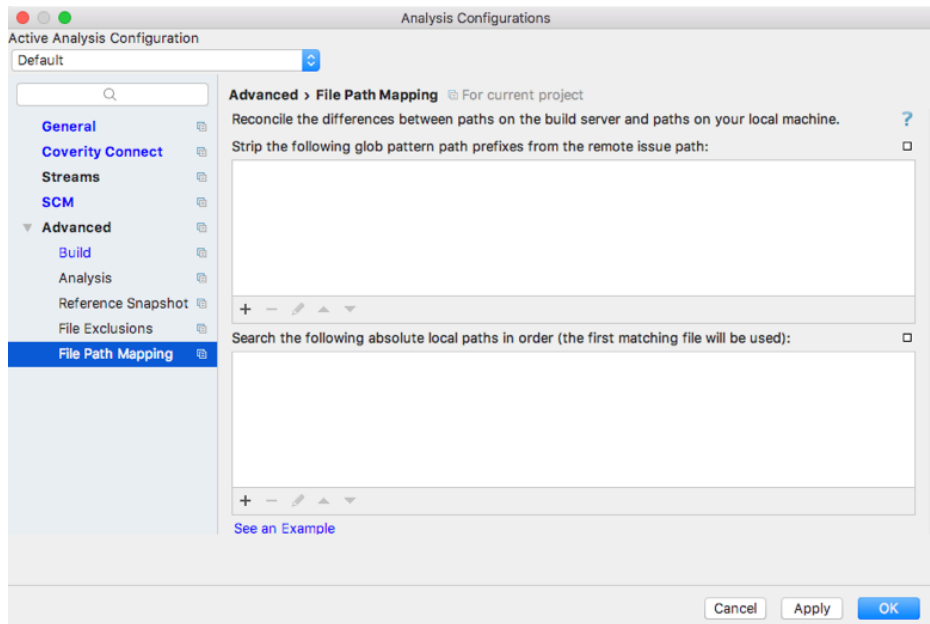 Analysis Configurations
Active Analysis Configuration
Default
General
Coverity Connect
Streams
SCM
Advanced
Build
Analysis
Reference Snapshot
File Exclusions
File Path Mapping
Advanced › File Path Mapping For current project
Reconcile the differences between paths on the build server and paths on your local machine. ?
Strip the following glob pattern path prefixes from the remote issue path:
Search the following absolute local paths in order (the first matching file will be used):
See an Example
Cancel Apply OK